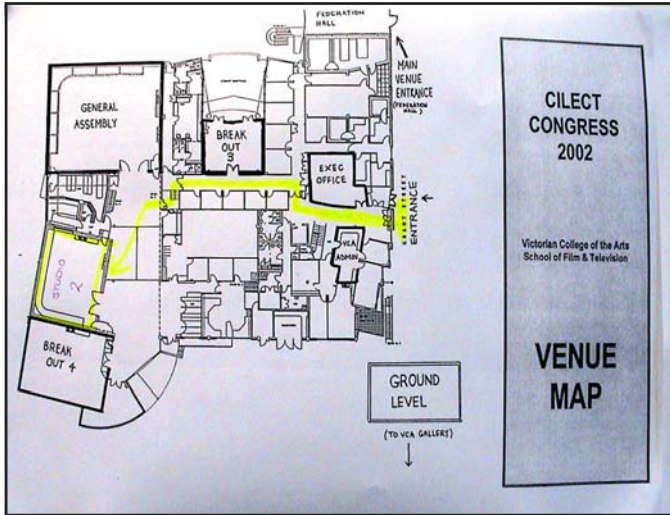 FEDERATION
HALL
MAIN
VENUE
ENTRANCE
(FEDERATION
HALL)
GENERAL
ASSEMBLY
BREAK
OUT
3
EXEC
OFFICE
GRANT STREET
ENTRANCE
VCA
ADMIN
STUDIO
2
BREAK
OUT 4
GROUND
LEVEL
(TO VCA GALLERY)
CILECT
CONGRESS
2002
Victorian College of the Arts
School of Film & Television
VENUE
MAP